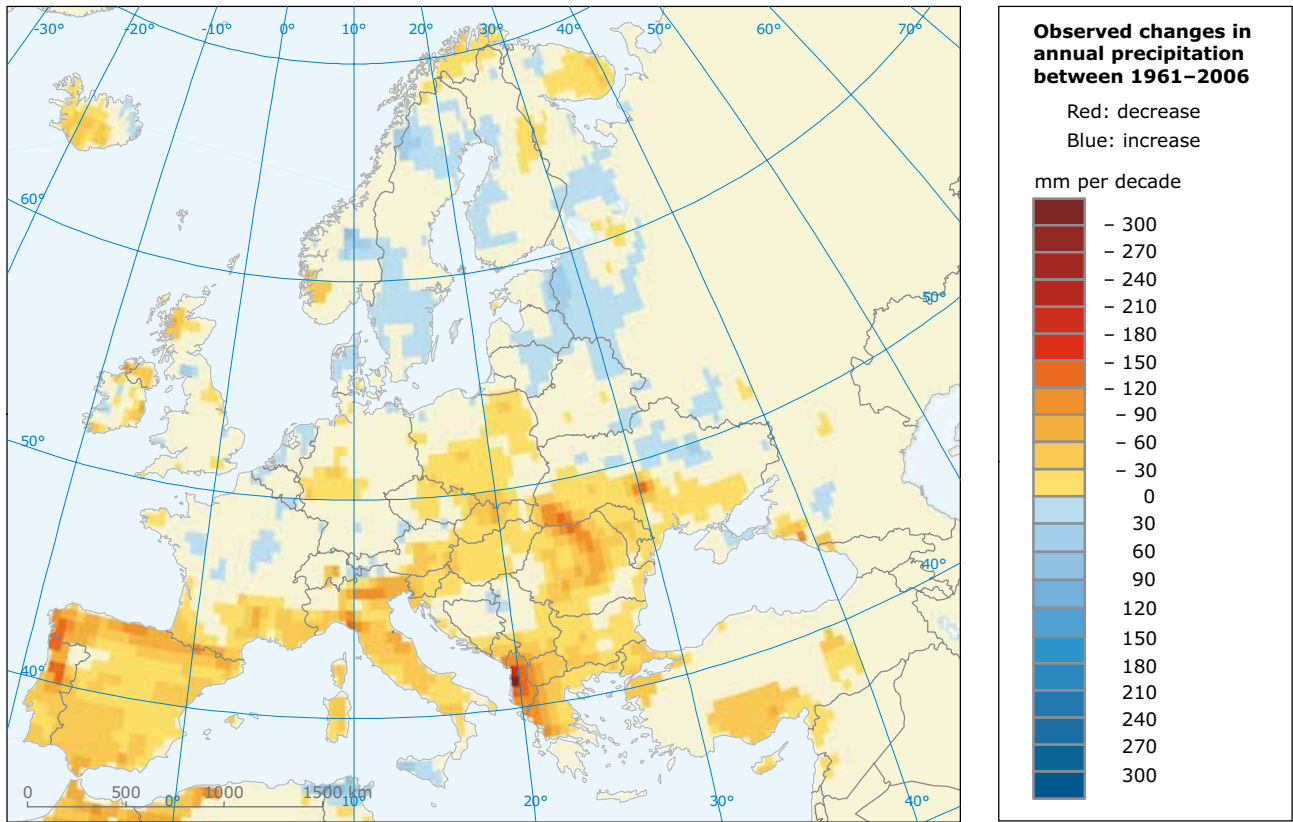 -30° -20° -10° 0° 10° 20° 30° 40° 60° 70°
60°
50°
50°
40°
40°
0 500 1000 1500 km
0° 10° 20° 30° 40°
Observed changes in
annual precipitation
between 1961–2006
Red: decrease
Blue: increase
mm per decade
– 300
– 270
– 240
– 210
– 180
– 150
– 120
– 90
– 60
– 30
0
30
60
90
120
150
180
210
240
270
300